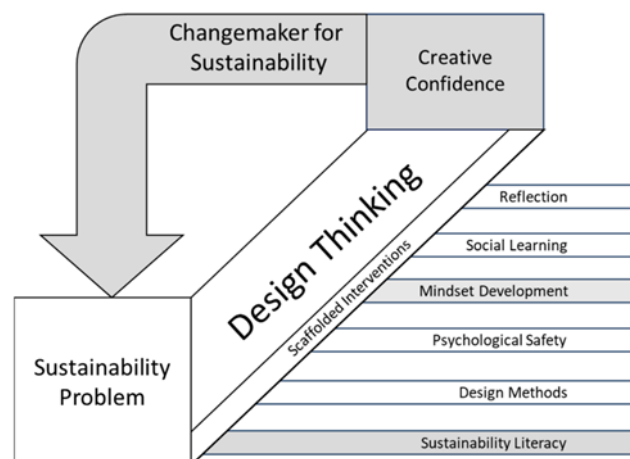 Changemaker for
Sustainability
Creative
Confidence
Design Thinking
Scaffolded Interventions
Reflection
Social Learning
Mindset Development
Psychological Safety
Design Methods
Sustainability Literacy
Sustainability
Problem